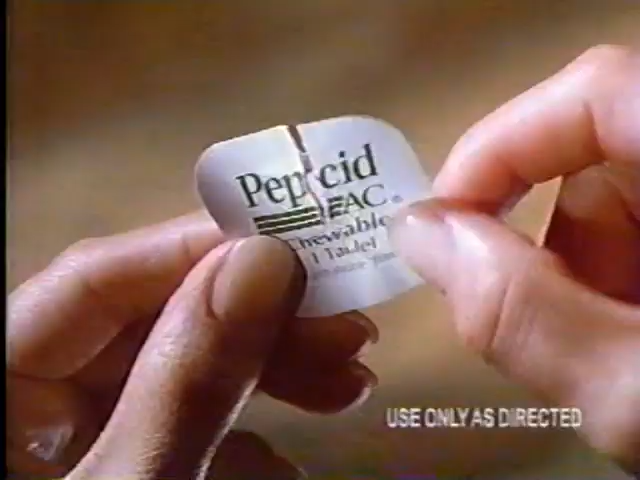 Pepcid
AC®
Chewable
1 Tablet
USE ONLY AS DIRECTED